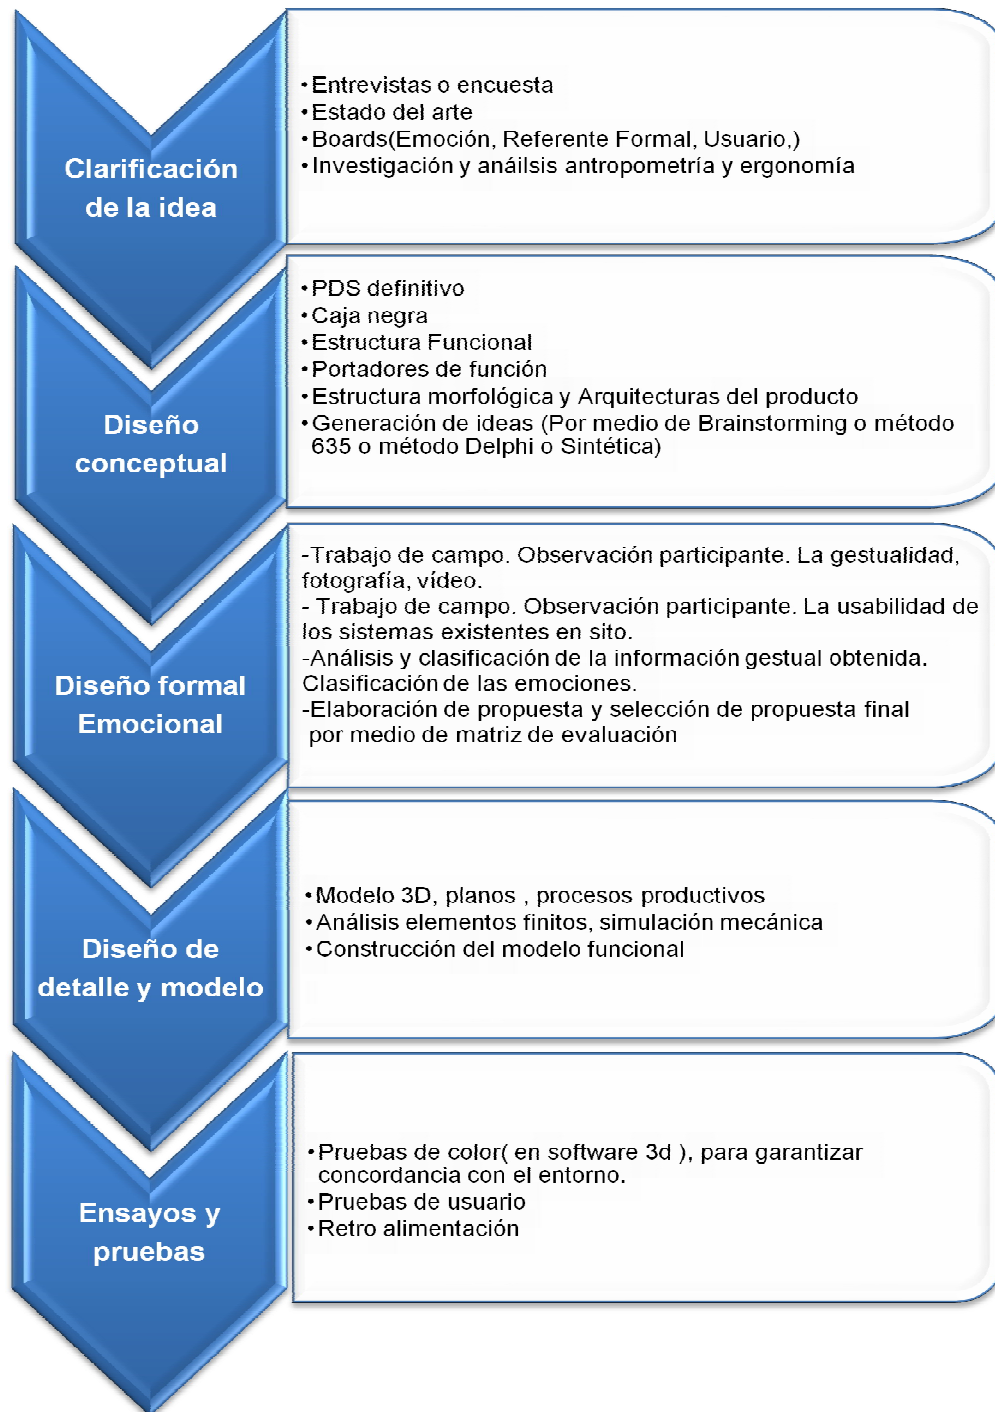 Clarificación
de la idea
•Entrevistas o encuesta
•Estado del arte
•Boards(Emoción, Referente Formal, Usuario,)
•Investigación y anáilsis antropometría y ergonomía
Diseño
conceptual
•PDS definitivo
•Caja negra
•Estructura Funcional
•Portadores de función
•Estructura morfológica y Arquitecturas del producto
•Generación de ideas (Por medio de Brainstorming o método
635 o método Delphi o Sintética)
Diseño formal
Emocional
-Trabajo de campo. Observación participante. La gestualidad,
fotografía, vídeo.
- Trabajo de campo. Observación participante. La usabilidad de
los sistemas existentes en sito.
-Análisis y clasificación de la información gestual obtenida.
Clasificación de las emociones.
-Elaboración de propuesta y selección de propuesta final
por medio de matriz de evaluación
Diseño de
detalle y modelo
•Modelo 3D, planos , procesos productivos
•Análisis elementos finitos, simulación mecánica
•Construcción del modelo funcional
Ensayos y
pruebas
•Pruebas de color( en software 3d ), para garantizar
concordancia con el entorno.
•Pruebas de usuario
•Retro alimentación